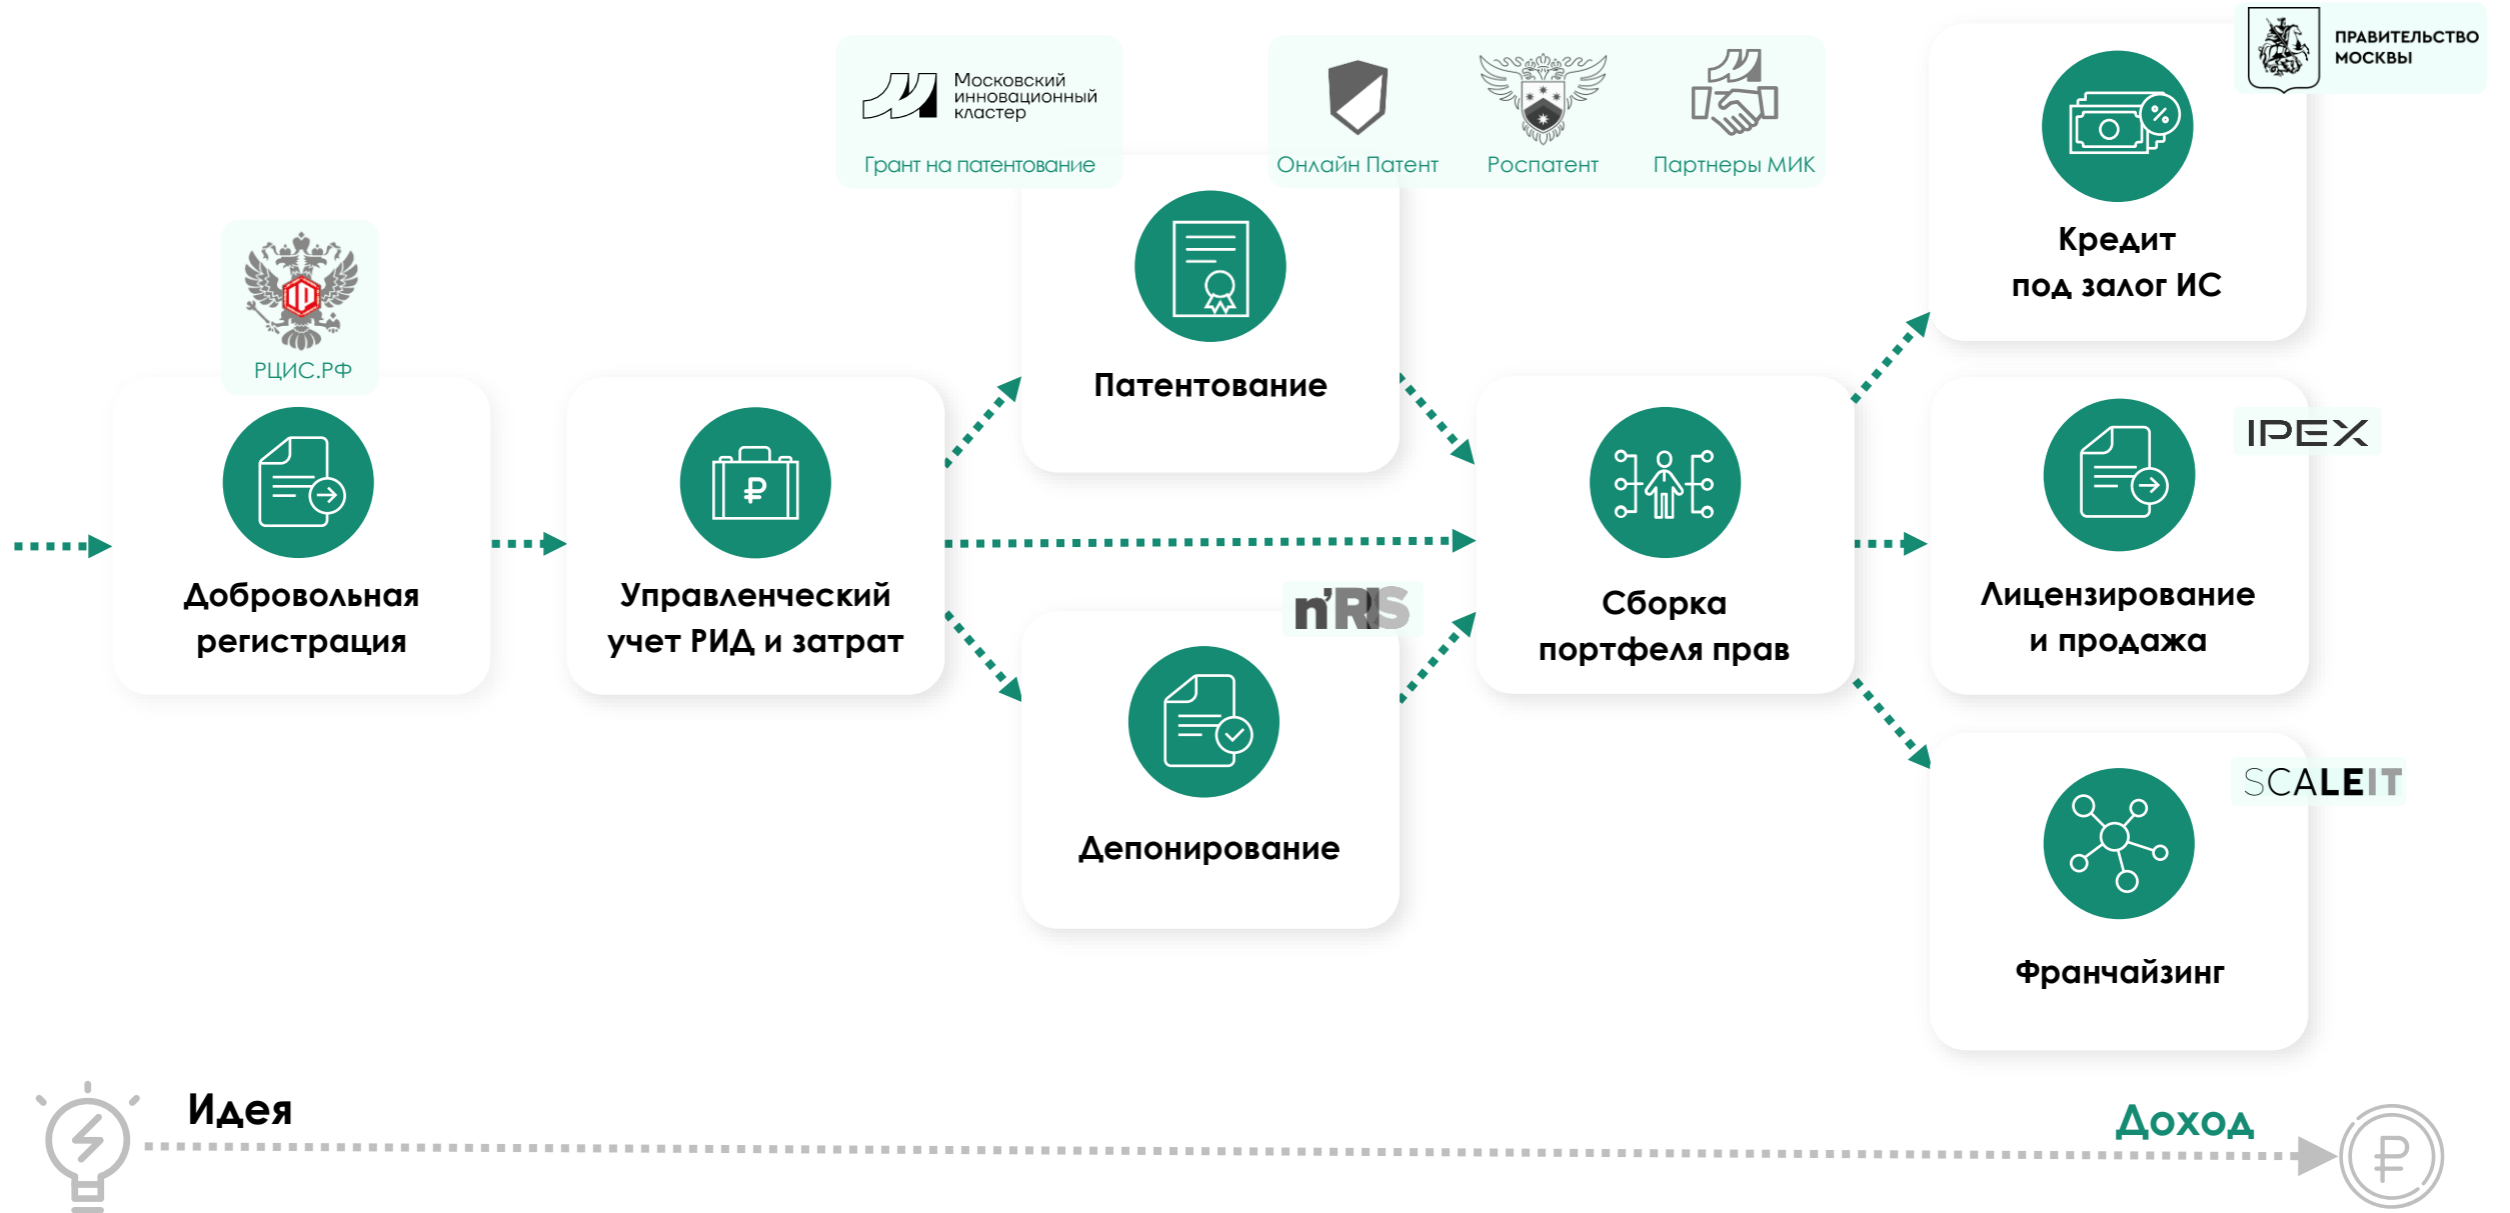 ПРАВИТЕЛЬСТВО
МОСКВЫ
Московский
инновационный
кластер
Грант на патентование
Онлайн Патент
Роспатент
Партнеры МИК
РЦИС.РФ
Добровольная
регистрация
Управленческий
учет РИД и затрат
Патентование
n'RIS
Депонирование
Сборка
портфеля прав
Кредит
под залог ИС
IPEX
Лицензирование
и продажа
SCALEIT
Франчайзинг
Идея
Доход